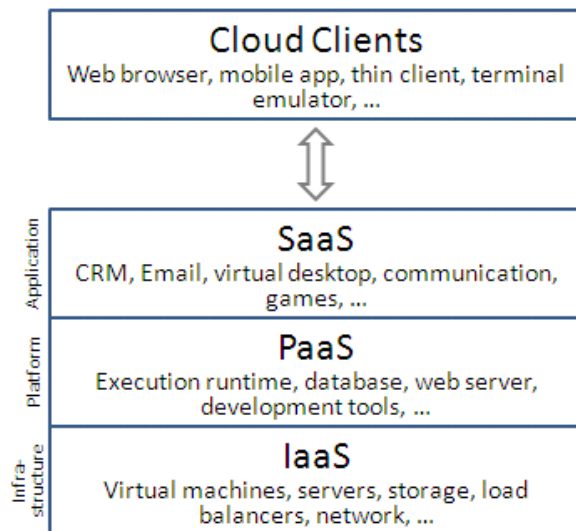 Cloud Clients
Web browser, mobile app, thin client, terminal
emulator, ...
Application
SaaS
CRM, Email, virtual desktop, communication,
games, ...
Platform
PaaS
Execution runtime, database, web server,
development tools, ...
Infra-
structure
IaaS
Virtual machines, servers, storage, load
balancers, network, ...